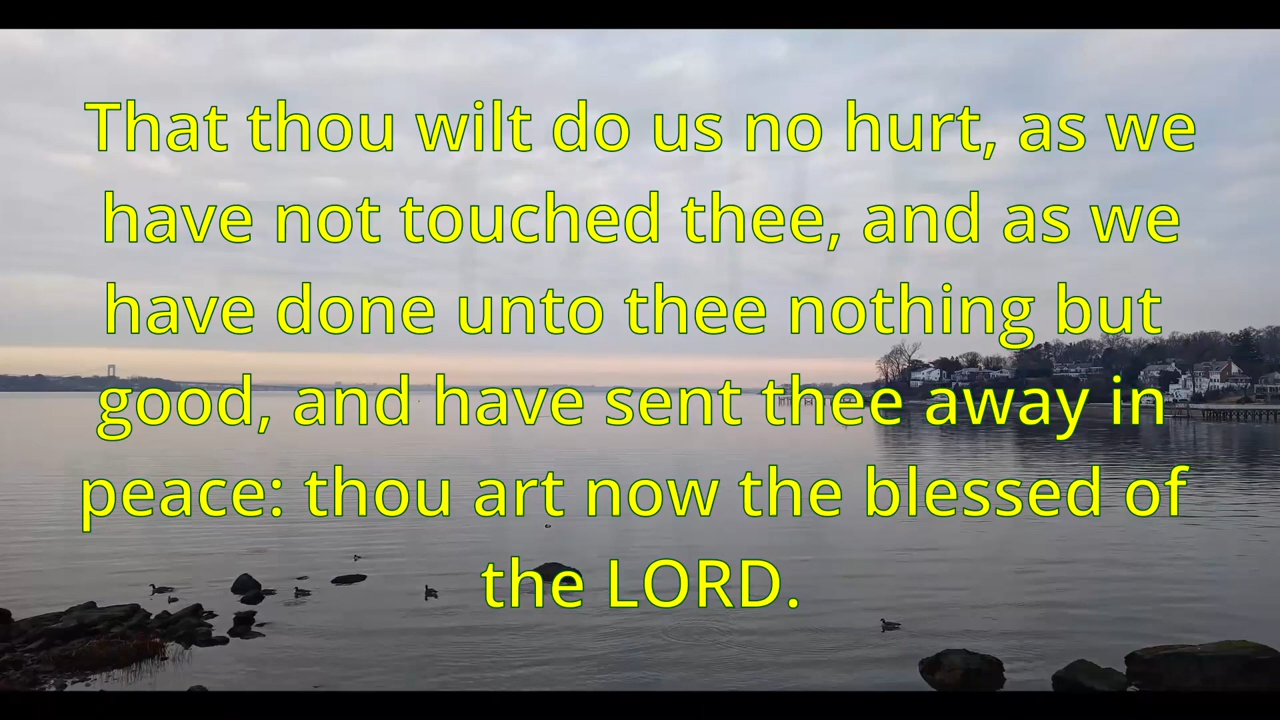 That thou wilt do us no hurt, as we
have not touched thee, and as we
have done unto thee nothing but
good, and have sent thee away in
peace: thou art now the blessed of
the LORD.